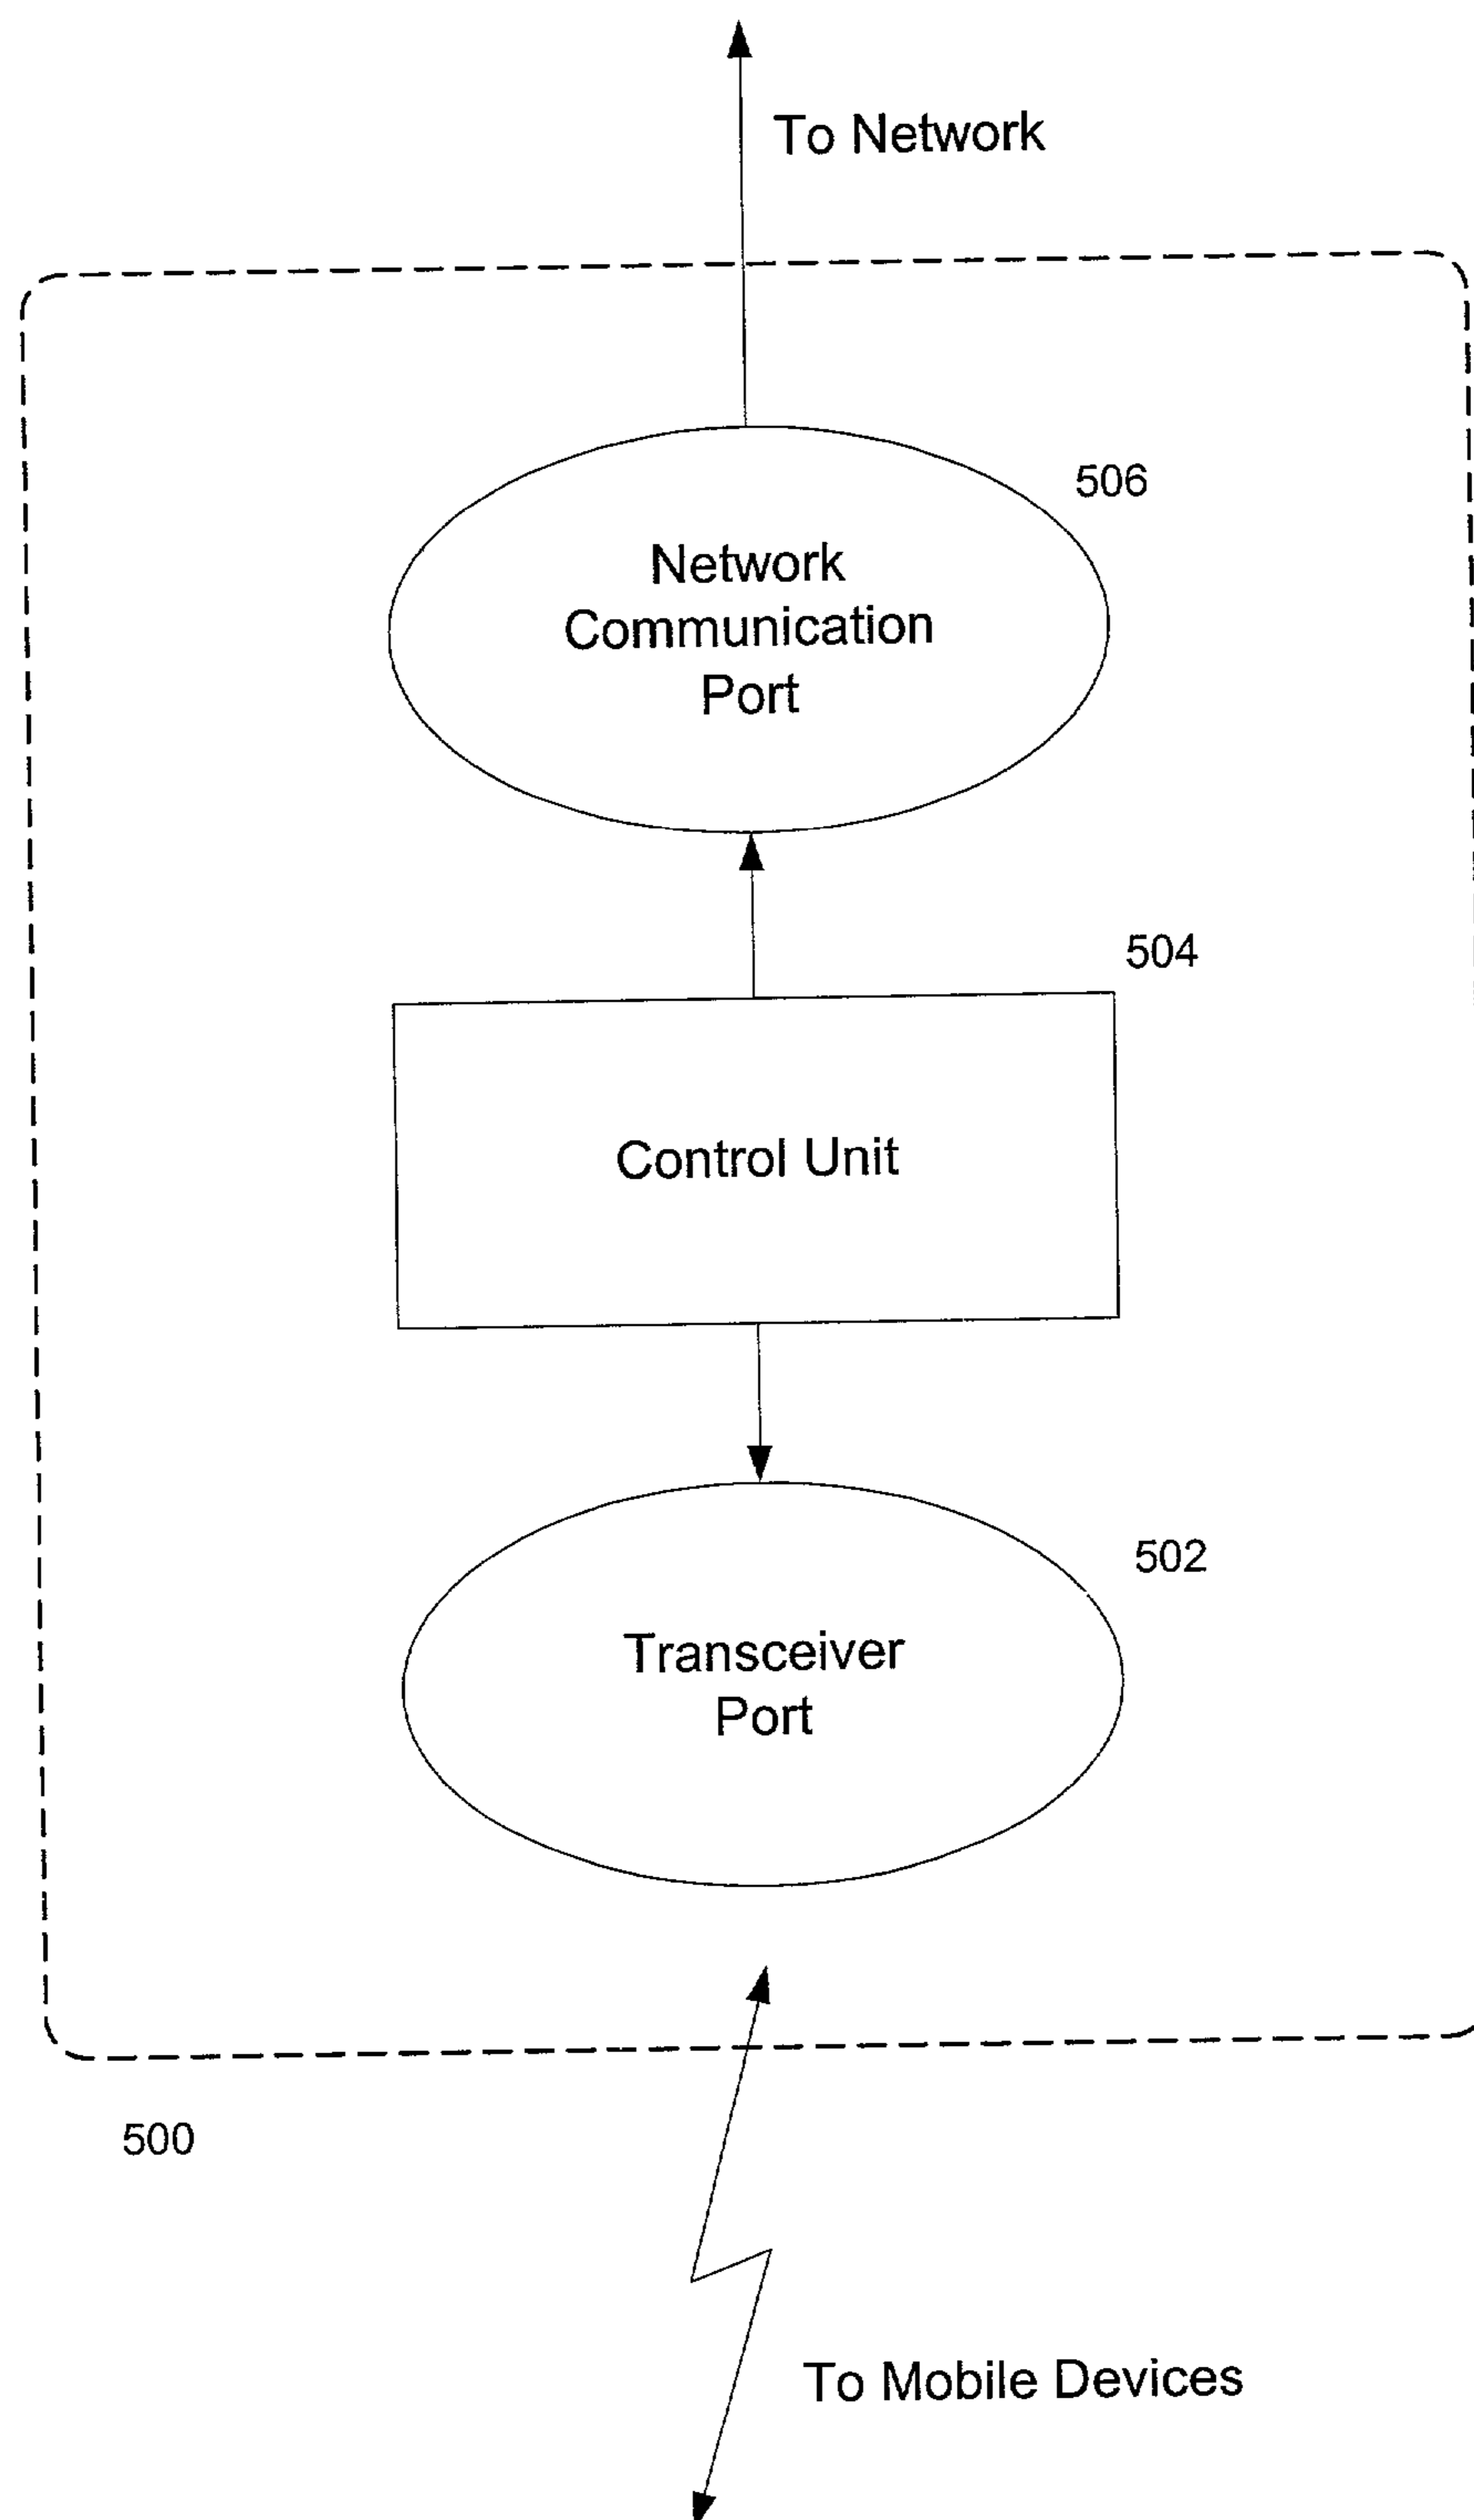 To Network
506
Network
Communication
Port
504
Control Unit
502
Transceiver
Port
500
To Mobile Devices